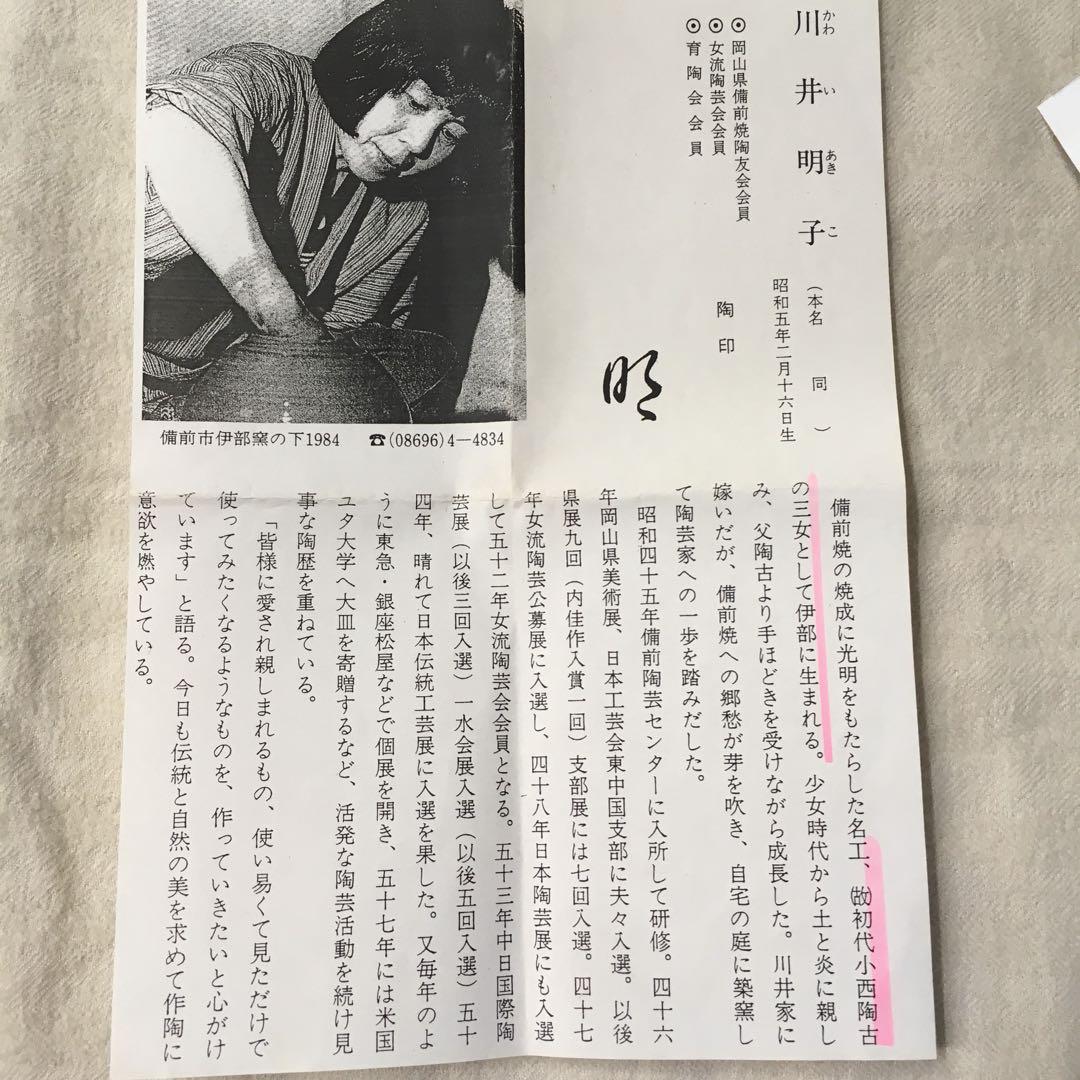 川井明子
かわいあきこ
(本名 同)
昭和五年二月十六日生
◉岡山県備前焼陶友会会員
◉女流陶芸会会員
◉育陶会会員
陶印
明
備前市伊部窯の下1984 ☎(08696)4―4834
備前焼の焼成に光明をもたらした名工、㊑初代小西陶古
の三女として伊部に生まれる。少女時代から土と炎に親し
み、父陶古より手ほどきを受けながら成長した。川井家に
嫁いだが、備前焼への郷愁が芽を吹き、自宅の庭に築窯し
て陶芸家への一歩を踏みだした。
昭和四十五年備前陶芸センターに入所して研修。四十六
年岡山県美術展、日本工芸会東中国支部に夫々入選。以後
県展九回(内佳作入賞一回)支部展には七回入選。四十七
年女流陶芸公募展に入選し、四十八年日本陶芸展にも入選
して五十二年女流陶芸会会員となる。五十三年中日国際陶
芸展(以後三回入選)一水会展入選(以後五回入選)五十
四年、晴れて日本伝統工芸展に入選を果した。又毎年のよ
うに東急・銀座松屋などで個展を開き、五十七年には米国
ユタ大学へ大皿を寄贈するなど、活発な陶芸活動を続け見
事な陶歴を重ねている。
「皆様に愛され親しまれるもの、使い易くて見ただけで
使ってみたくなるようなものを、作っていきたいと心がけ
ています」と語る。今日も伝統と自然の美を求めて作陶に
意欲を燃やしている。